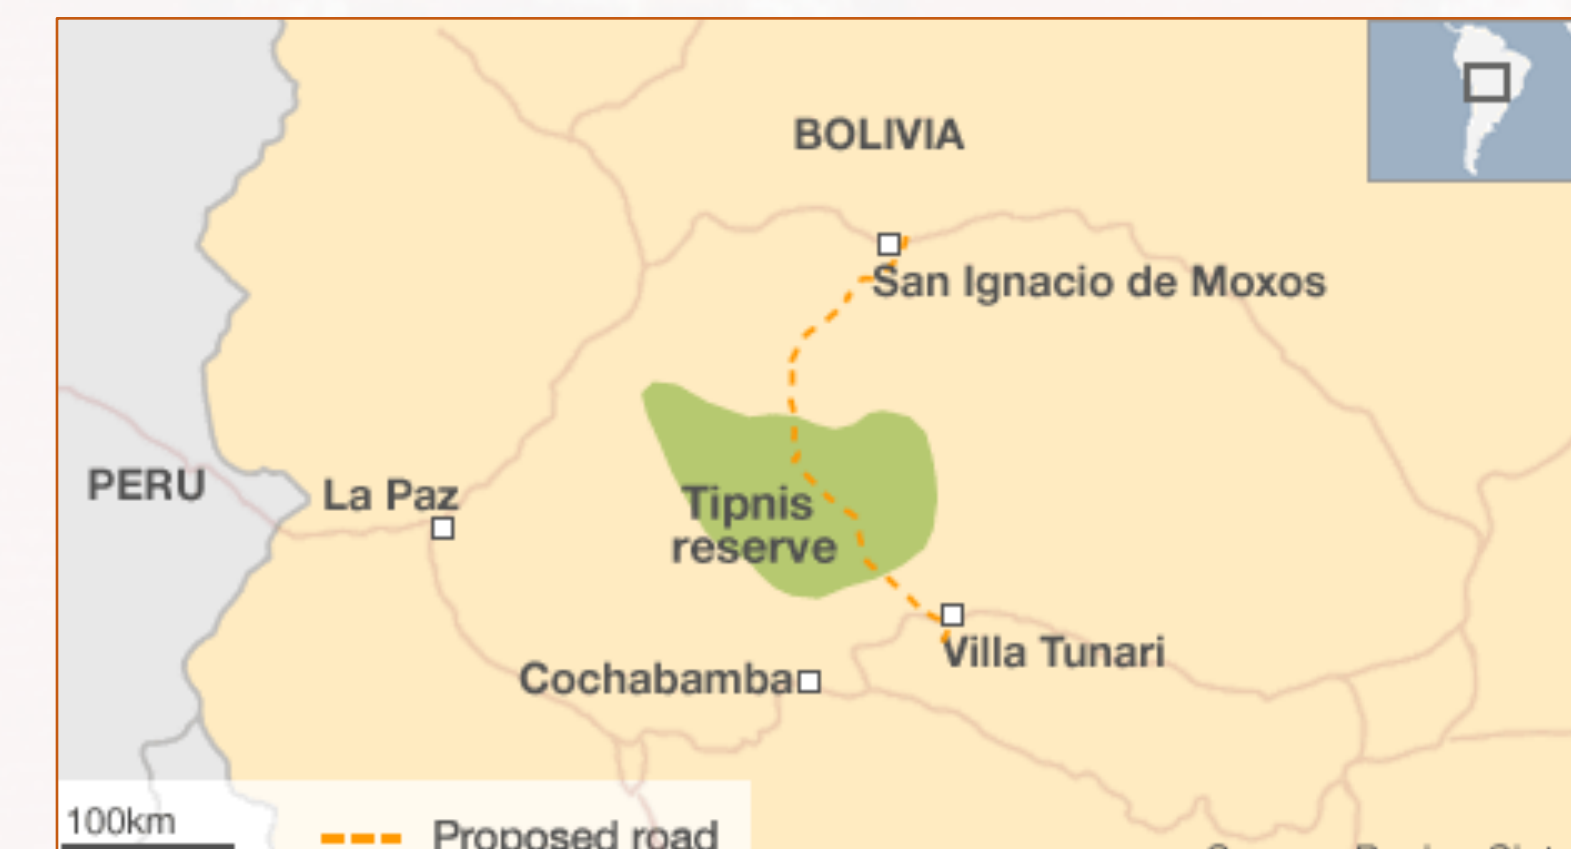 BOLIVIA
San Ignacio de Moxos
PERU
La Paz
Tipnis
reserve
Villa Tunari
Cochabamba
100km
Proposed road